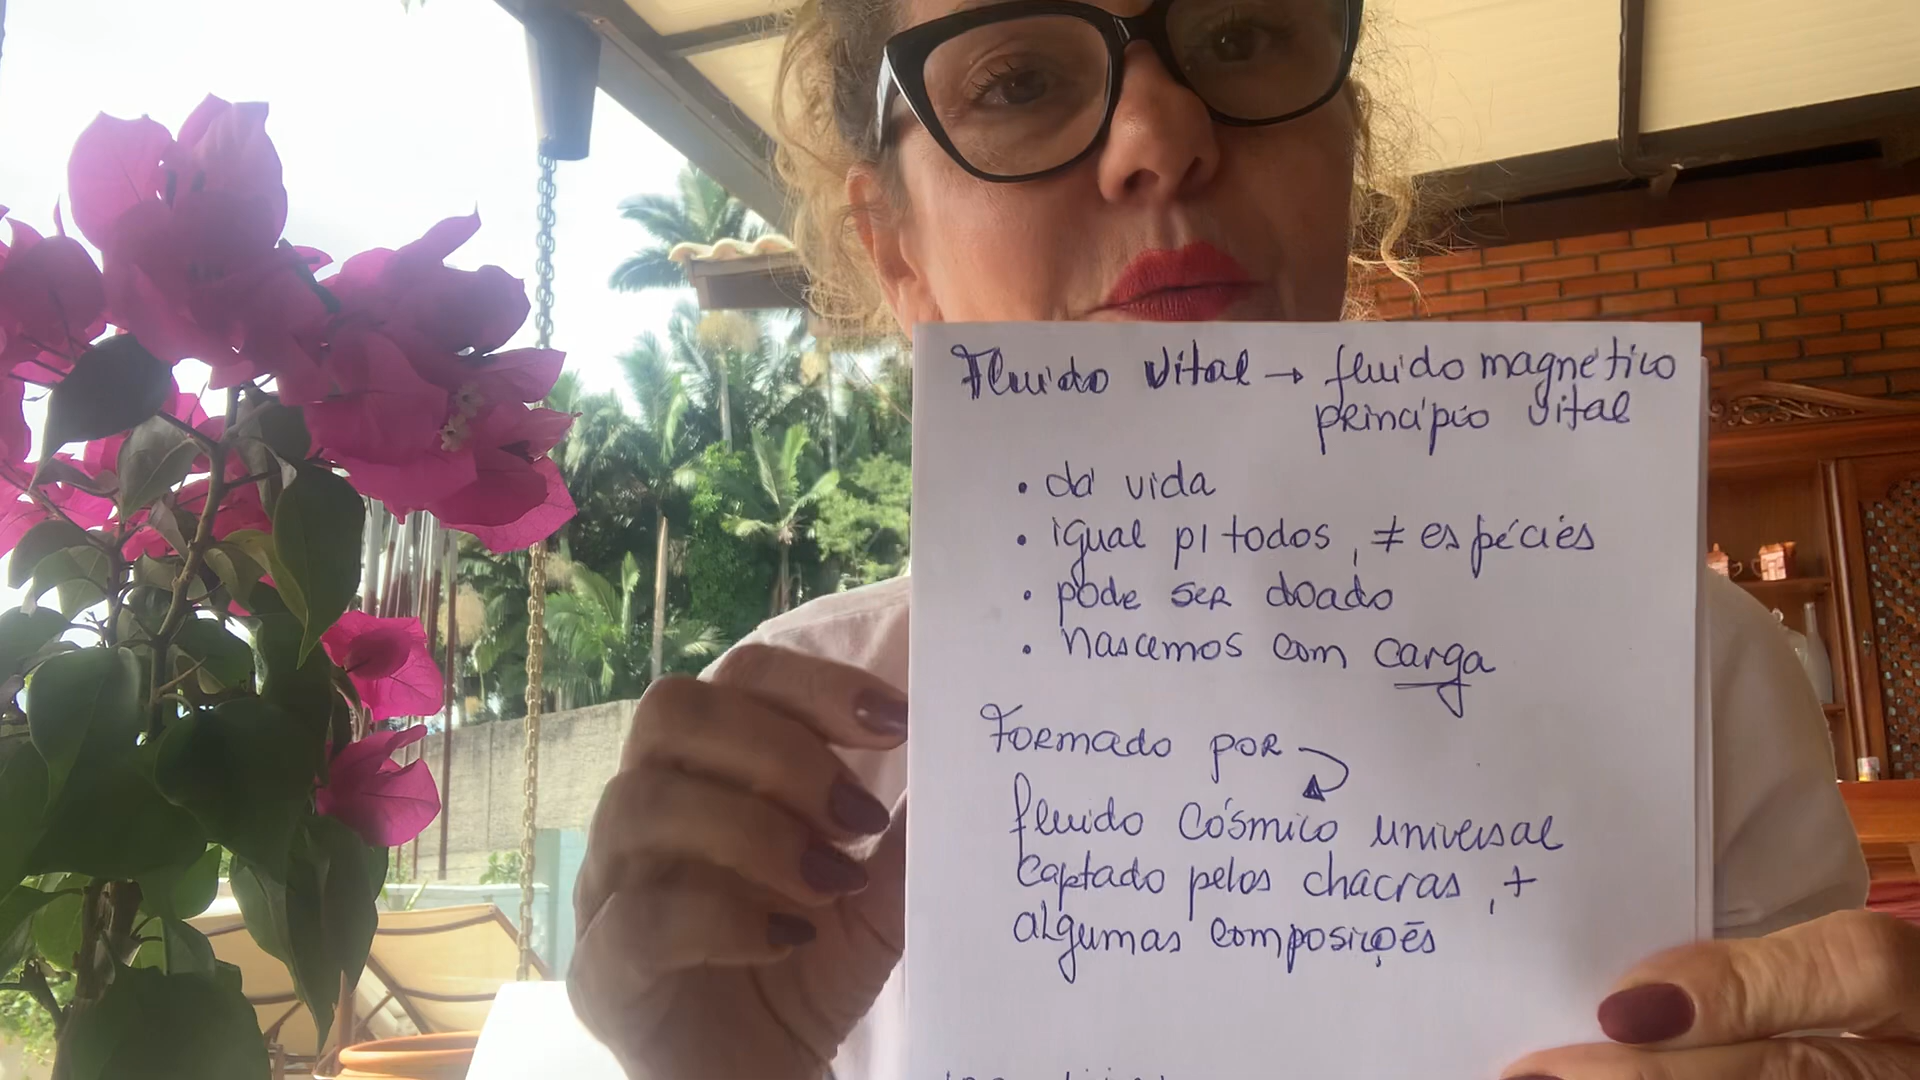 Fluido Vital → fluido magnético
princípio Vital
• dá vida
• igual p/ todos, ≠ espécies
• pode ser doado
• nascemos com carga
Formado por
fluido cósmico universal
captado pelos chacras, +
algumas composições